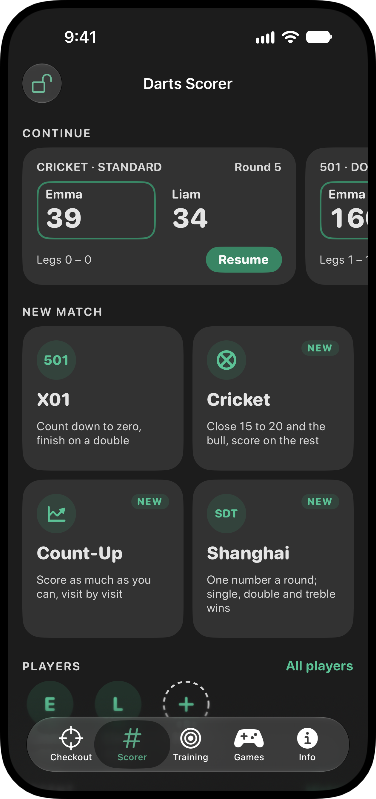 9:41
Darts Scorer
CONTINUE
CRICKET · STANDARD
Round 5
Emma
39
Liam
34
Legs 0 – 0
Resume
501 · DO
Emma
Legs 1 –
NEW MATCH
501
X01
Count down to zero,
finish on a double
NEW
Cricket
Close 15 to 20 and the
bull, score on the rest
NEW
Count-Up
Score as much as you
can, visit by visit
SDT
NEW
Shanghai
One number a round;
single, double and treble
wins
PLAYERS
All players
E
L
+
Checkout
Scorer
Training
Games
Info